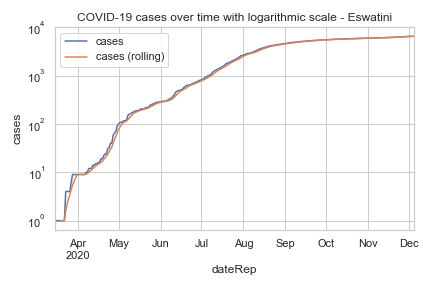 COVID-19 cases over time with logarithmic scale - Eswatini
cases
cases (rolling)
10⁴
10³
10²
10¹
10⁰
cases
Apr May Jun Jul Aug Sep Oct Nov Dec
2020
dateRep